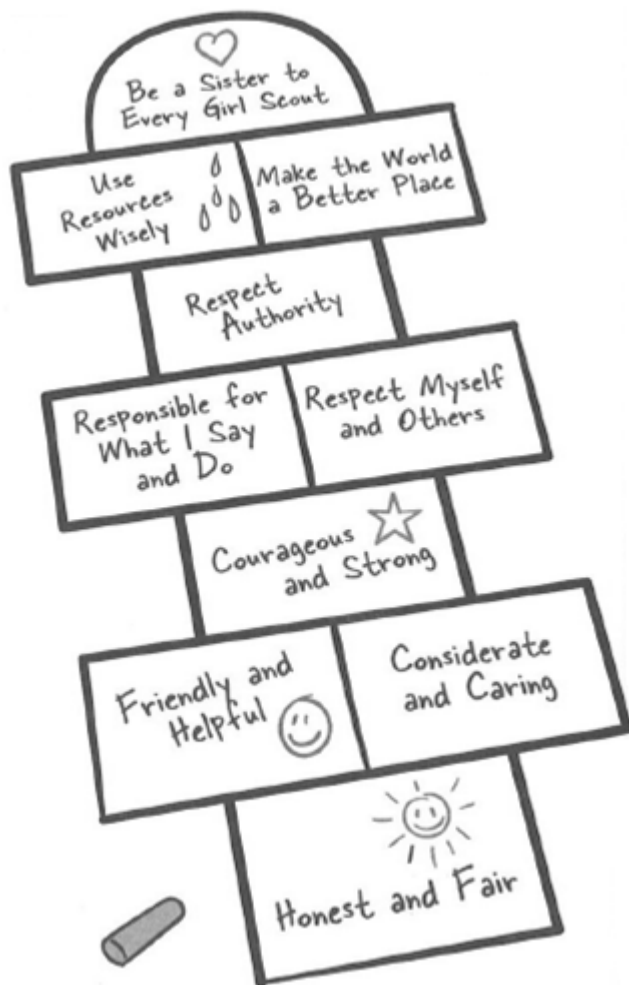 Be a Sister to
Every Girl Scout
Use
Resources
Wisely
Make the World
a Better Place
Respect
Authority
Responsible for
What I Say
and Do
Respect Myself
and Others
Courageous
and Strong
Friendly and
Helpful
Considerate
and Caring
Honest and Fair